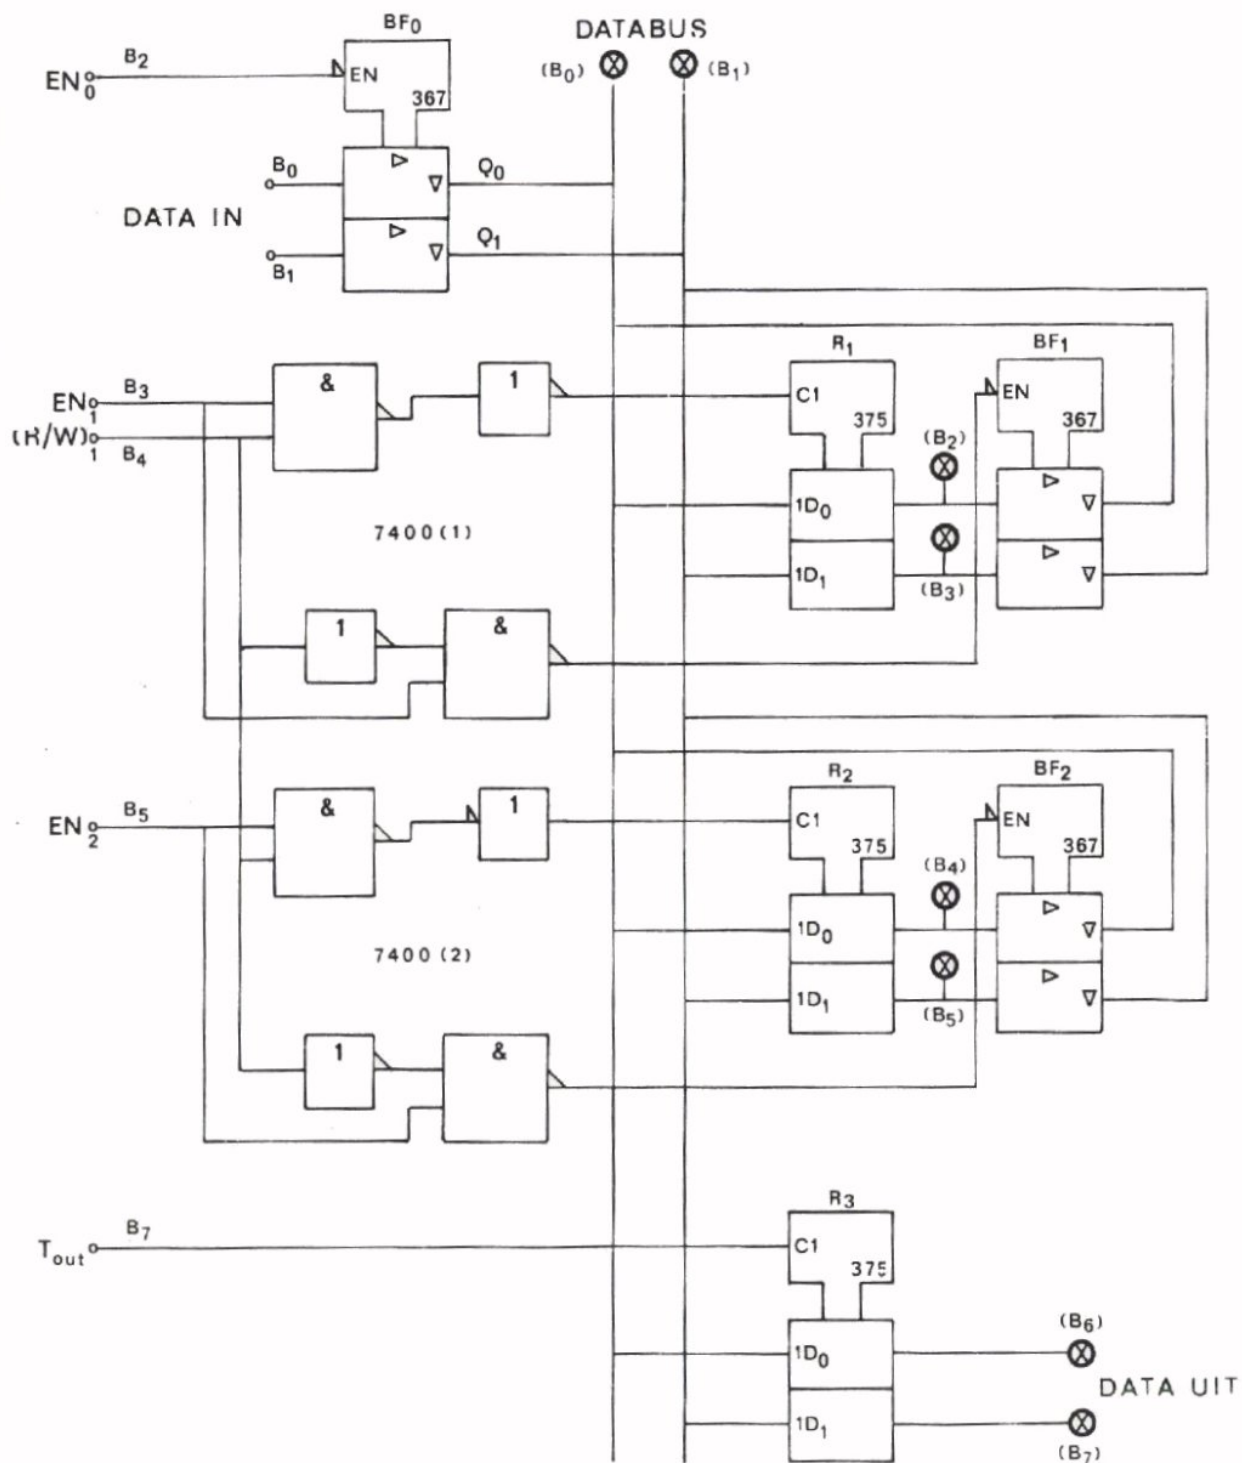 BF0
DATABUS
(B0)
(B1)
EN0
B2
EN
367
B0
Q0
DATA IN
B1
Q1
R1
BF1
EN1
B3
&
1
C1
EN
(R/W)1
B4
375
(B2)
367
1D0
7400(1)
1D1
(B3)
1
&
R2
BF2
EN2
B5
&
1
C1
EN
375
(B4)
367
1D0
7400(2)
1D1
(B5)
1
&
R3
Tout
B7
C1
375
(B6)
1D0
DATA UIT
1D1
(B7)